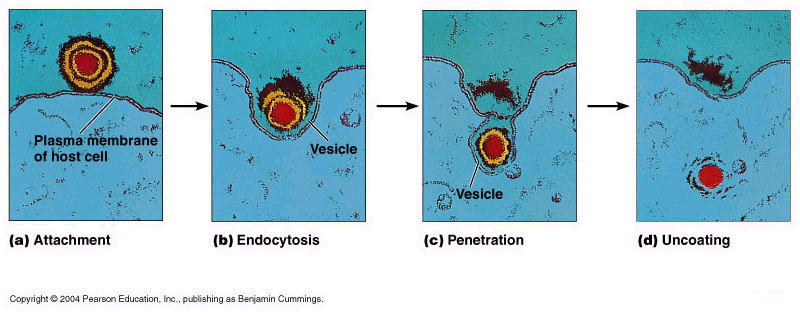 Plasma membrane
of host cell
Vesicle
Vesicle
(a) Attachment
(b) Endocytosis
(c) Penetration
(d) Uncoating
Copyright © 2004 Pearson Education, Inc., publishing as Benjamin Cummings.